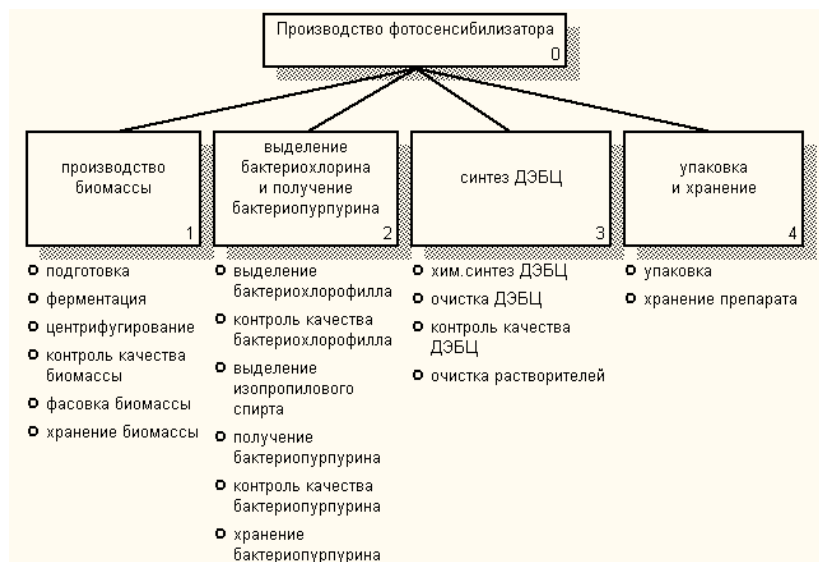 Производство фотосенсибилизатора
0
производство
биомассы
1
выделение
бактериохлорина
и получение
бактериопурпурина
2
синтез ДЭБЦ
3
упаковка
и хранение
4
подготовка
ферментация
центрифугирование
контроль качества
биомассы
фасовка биомассы
хранение биомассы
выделение
бактериохлорофилла
контроль качества
бактериохлорофилла
выделение
изопропилового
спирта
получение
бактериопурпурина
контроль качества
бактериопурпурина
хранение
бактериопурпурина
хим.синтез ДЭБЦ
очистка ДЭБЦ
контроль качества
ДЭБЦ
очистка растворителей
упаковка
хранение препарата